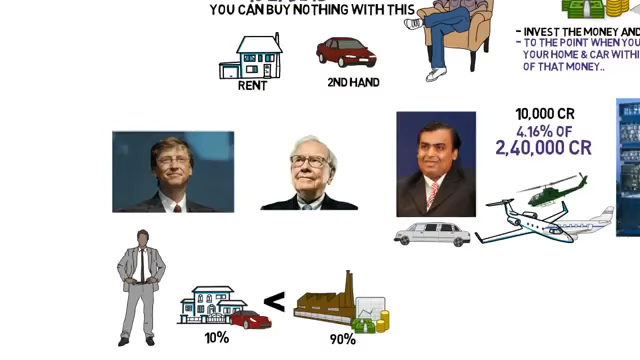 YOU CAN BUY NOTHING WITH THIS
RENT
2ND HAND
- INVEST THE MONEY AND
- TO THE POINT WHEN YOU
YOUR HOME & CAR WITHI
OF THAT MONEY..
10,000 CR
4.16% OF
2,40,000 CR
<
10%
90%